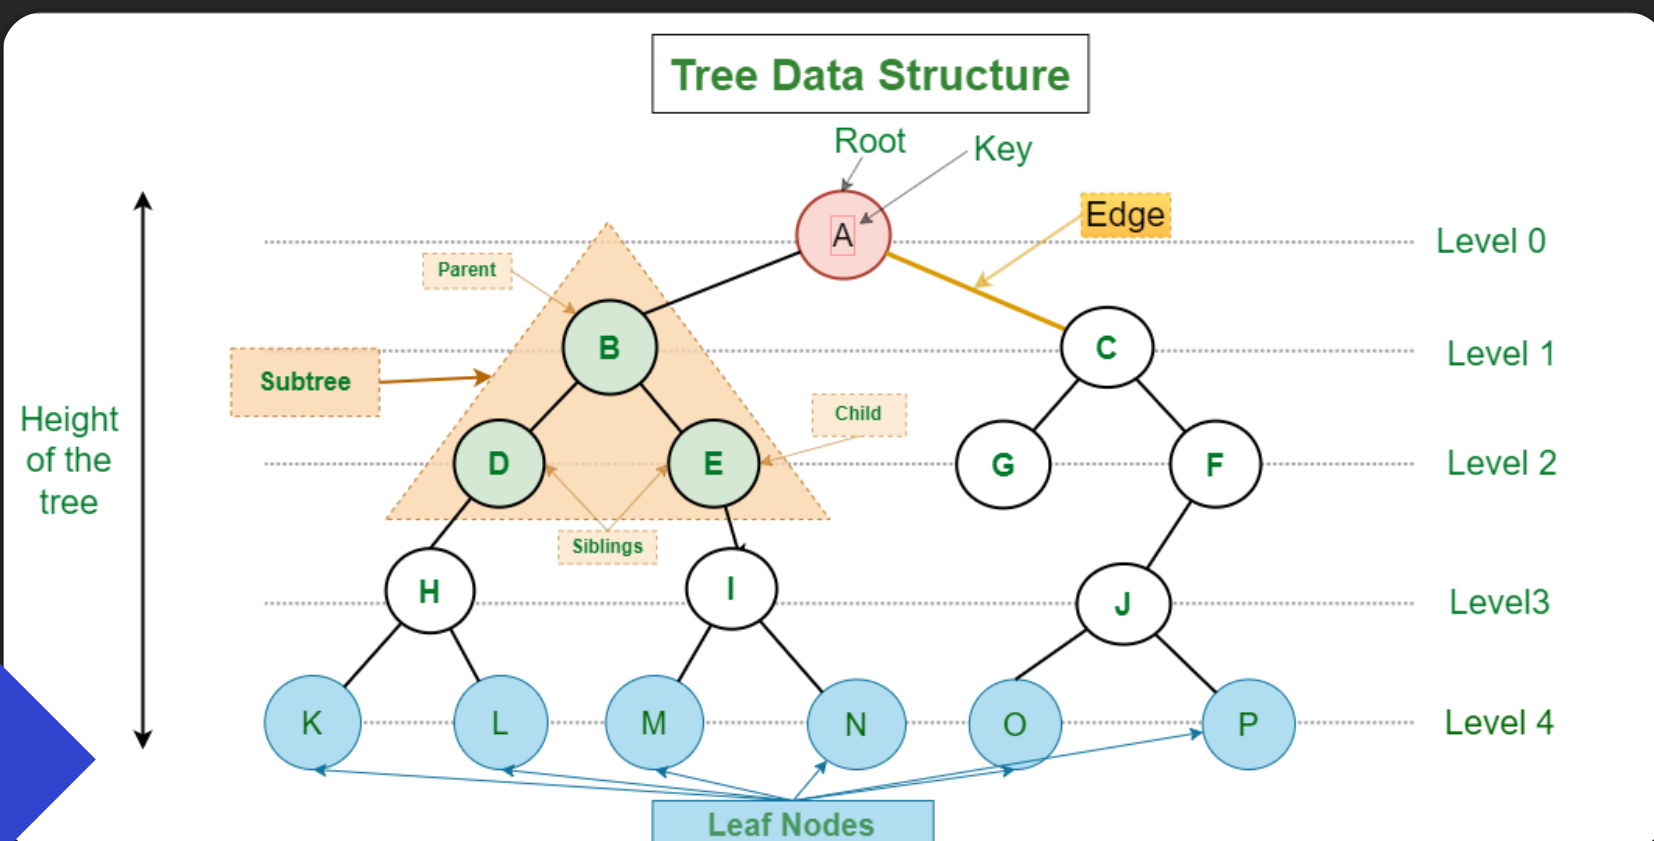 Tree Data Structure
Root
Key
A
Edge
Level 0
Parent
B
C
Level 1
Subtree
Height
of the
tree
Child
D
E
G
F
Level 2
Siblings
H
I
J
Level3
K
L
M
N
O
P
Level 4
Leaf Nodes